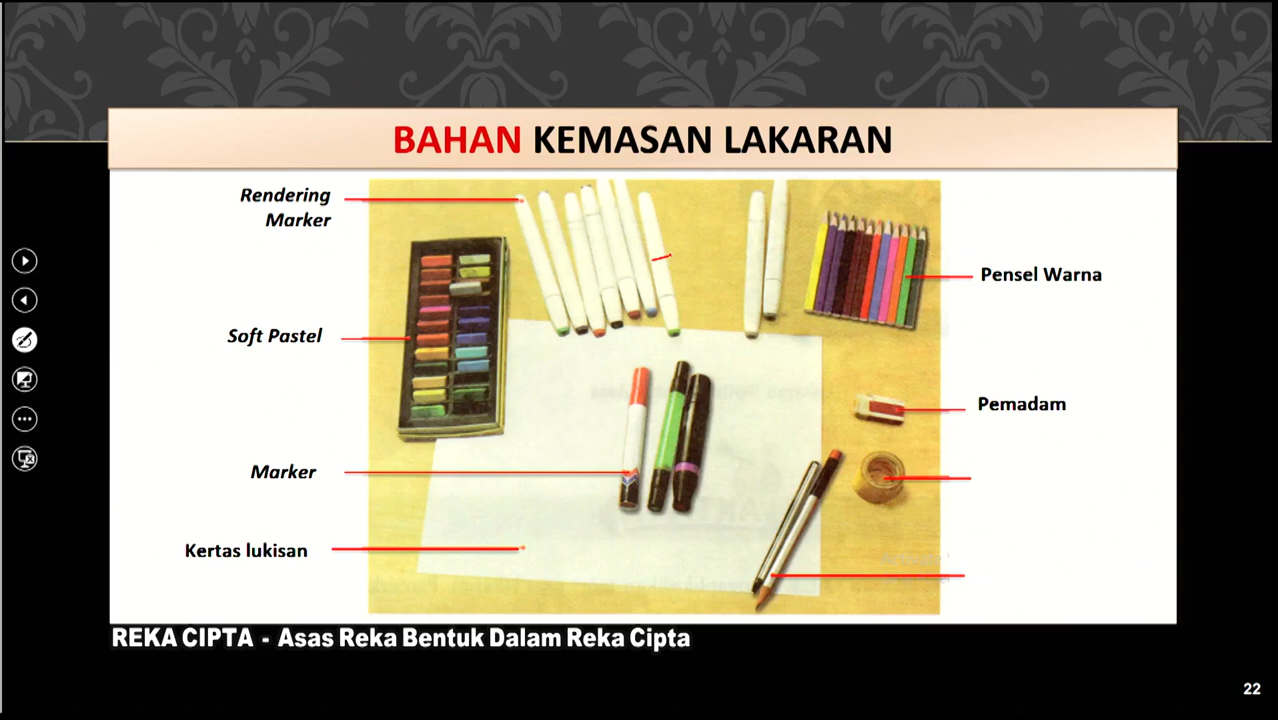 BAHAN KEMASAN LAKARAN
Rendering
Marker
Soft Pastel
Marker
Kertas lukisan
Pensel Warna
Pemadam
REKA CIPTA - Asas Reka Bentuk Dalam Reka Cipta
22